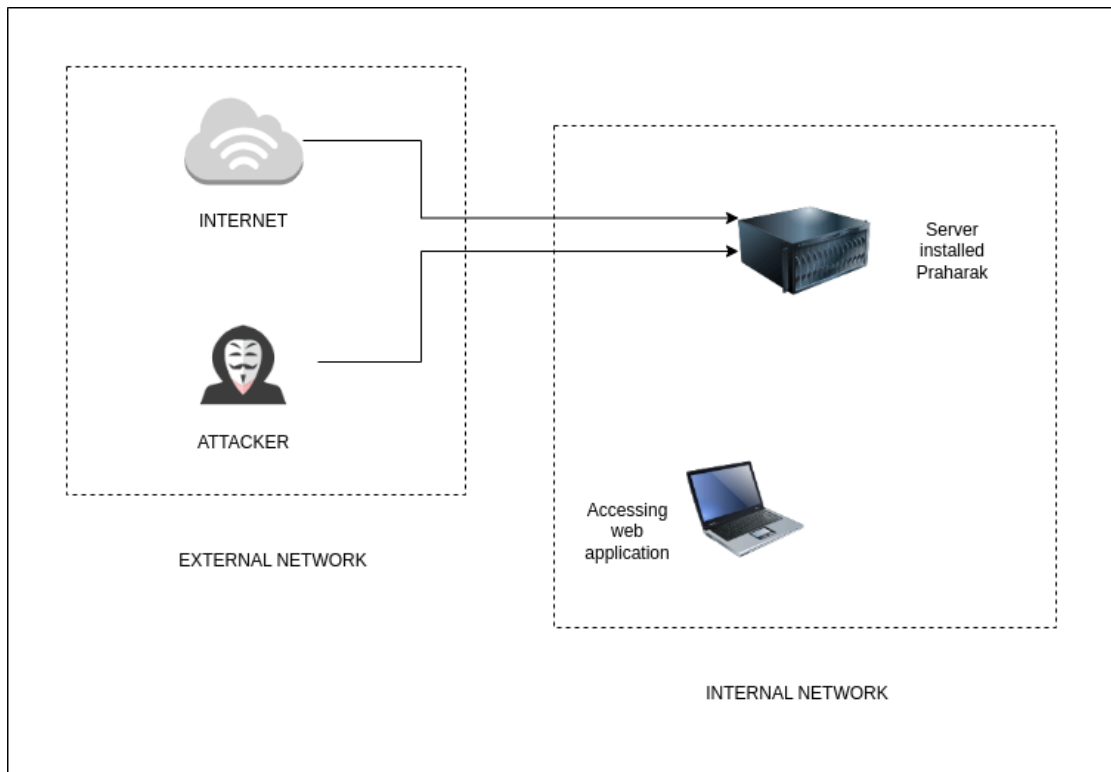 INTERNET
ATTACKER
EXTERNAL NETWORK
Server
installed
Praharak
Accessing
web
application
INTERNAL NETWORK